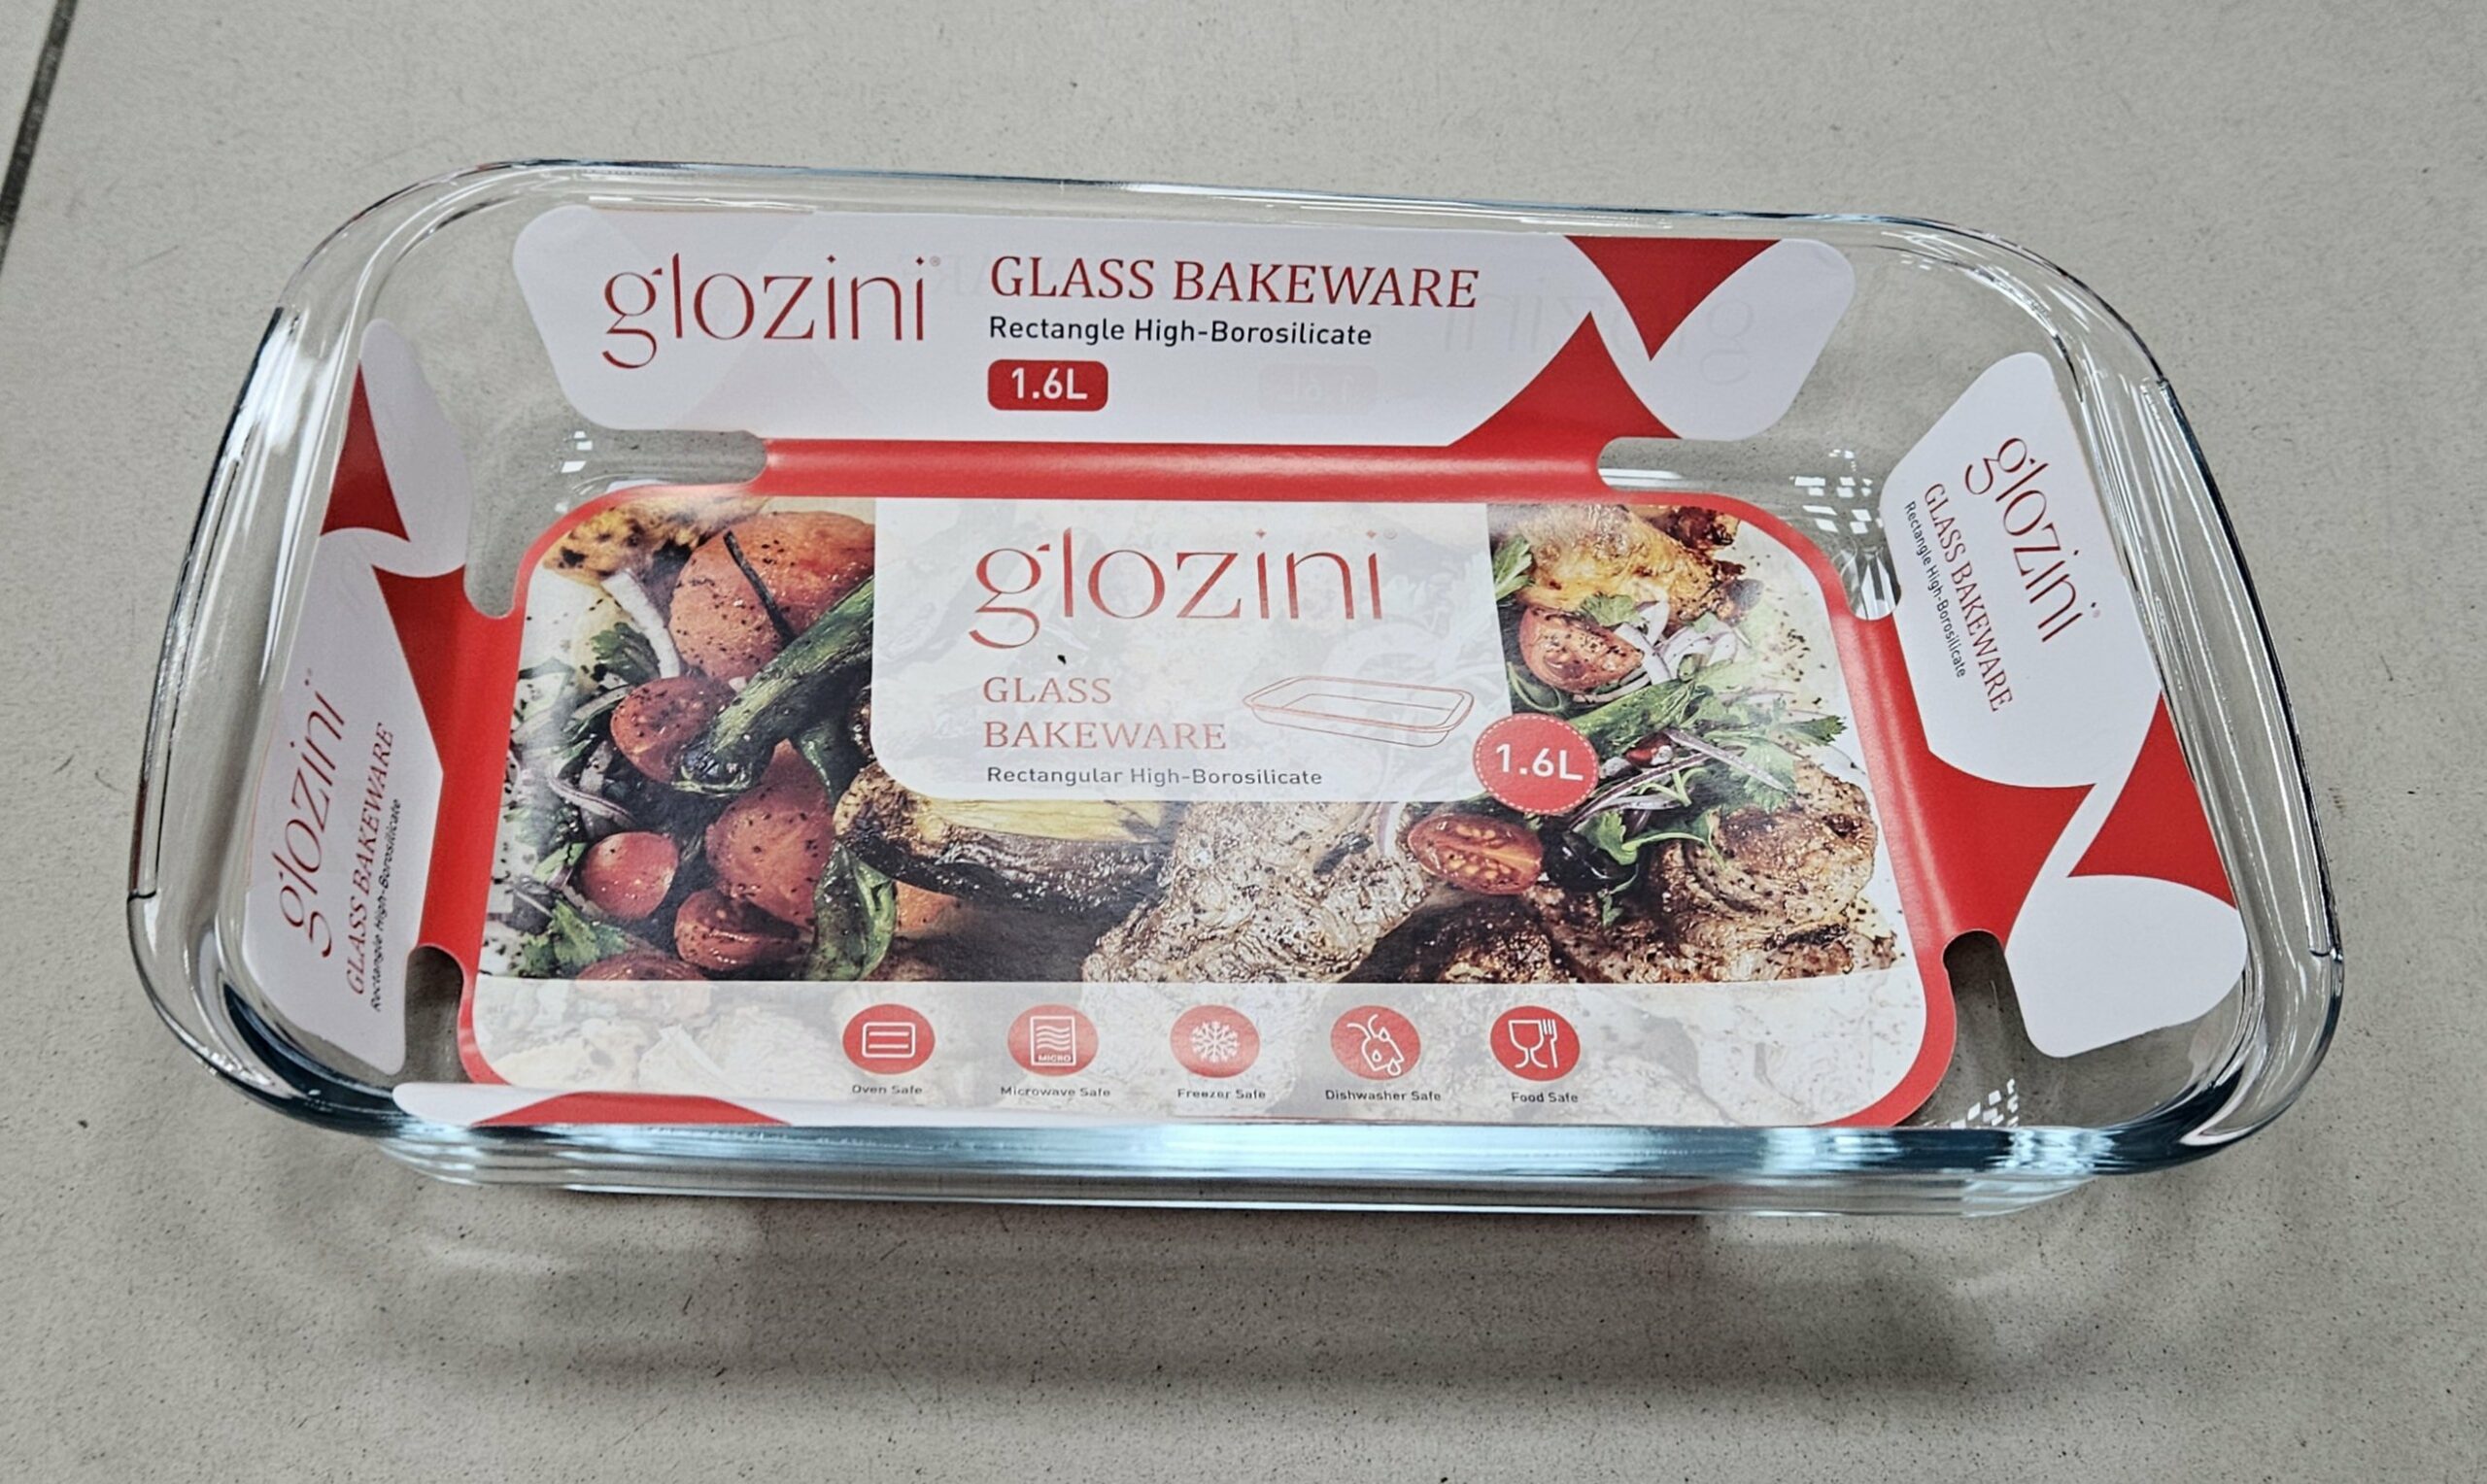 glozini®
GLASS BAKEWARE
Rectangle High-Borosilicate
1.6L
glozini®
GLASS
BAKEWARE
Rectangular High-Borosilicate
1.6L
MICRO
Oven Safe
Microwave Safe
Freezer Safe
Dishwasher Safe
Food Safe
glozini®
GLASS BAKEWARE
Rectangle High-Borosilicate
glozini®
GLASS BAKEWARE
Rectangle High-Borosilicate